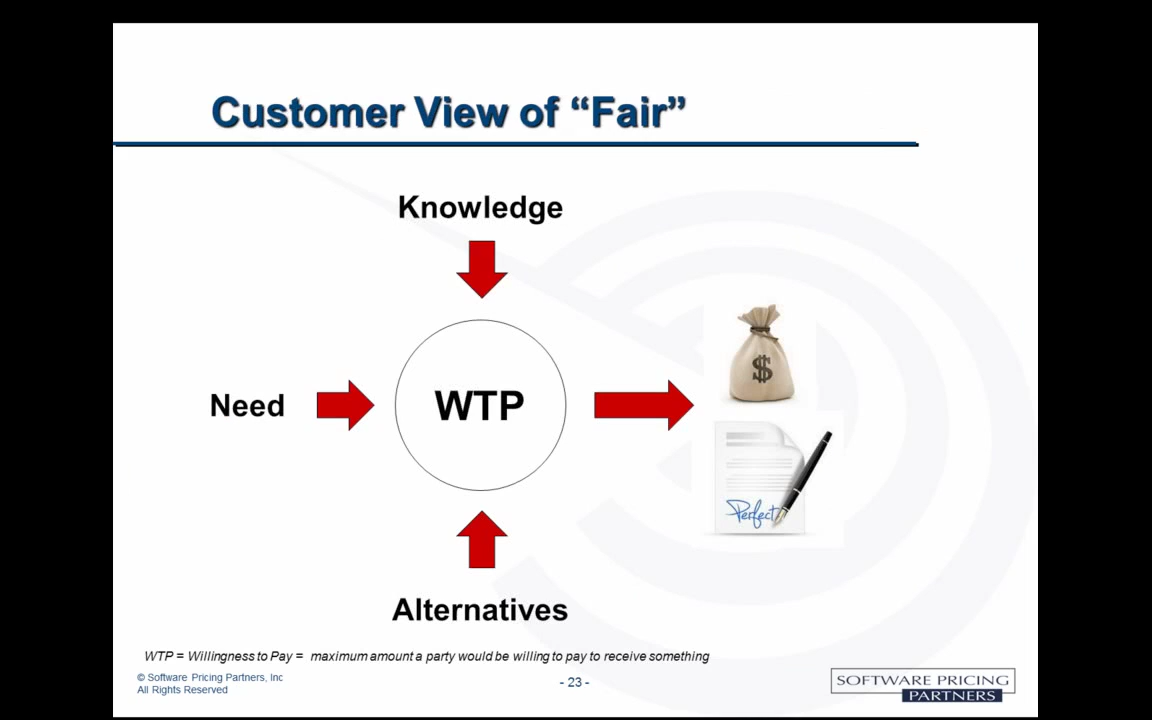 Customer View of “Fair”
Knowledge
Need
WTP
$
Perfect
Alternatives
WTP = Willingness to Pay = maximum amount a party would be willing to pay to receive something
© Software Pricing Partners, Inc
All Rights Reserved
- 23 -
SOFTWARE PRICING
PARTNERS